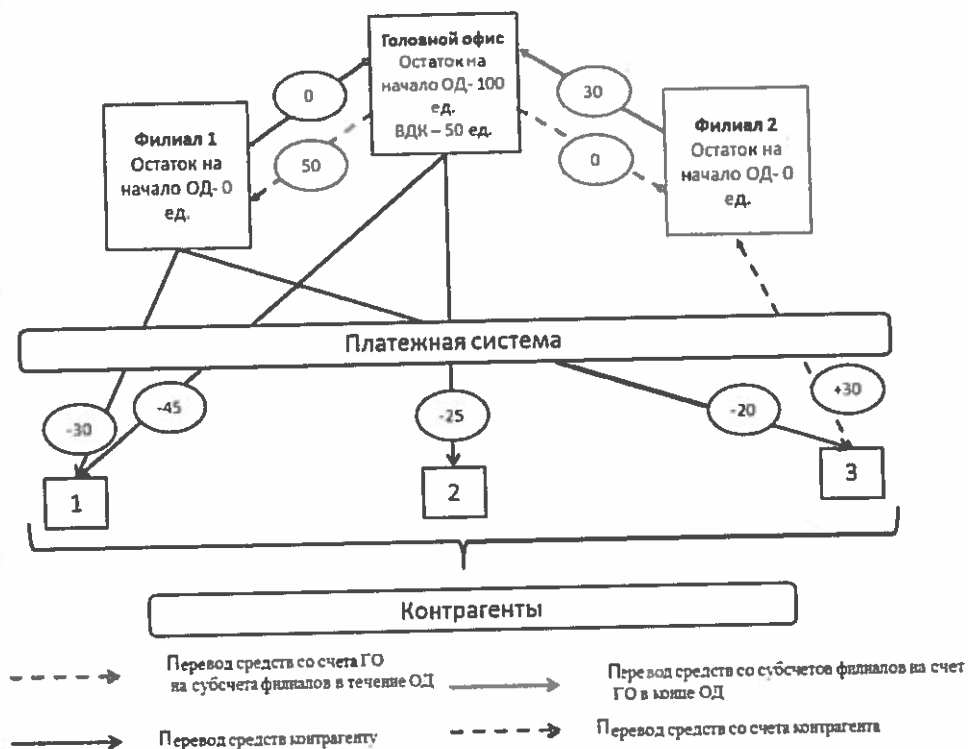 Головной офис
Остаток на
начало ОД- 100
ед.
ВДК – 50 ед.
0
30
Филиал 1
Остаток на
начало ОД- 0
ед.
50
0
Филиал 2
Остаток на
начало ОД- 0
ед.
Платежная система
-30
-45
-25
-20
+30
1
2
3
Контрагенты
Перевод средств со счета ГО
на субсчета филиалов в течение ОД
Перевод средств со субсчетов филиалов на счет
ГО в конце ОД
Перевод средств контрагенту
Перевод средств со счета контрагента